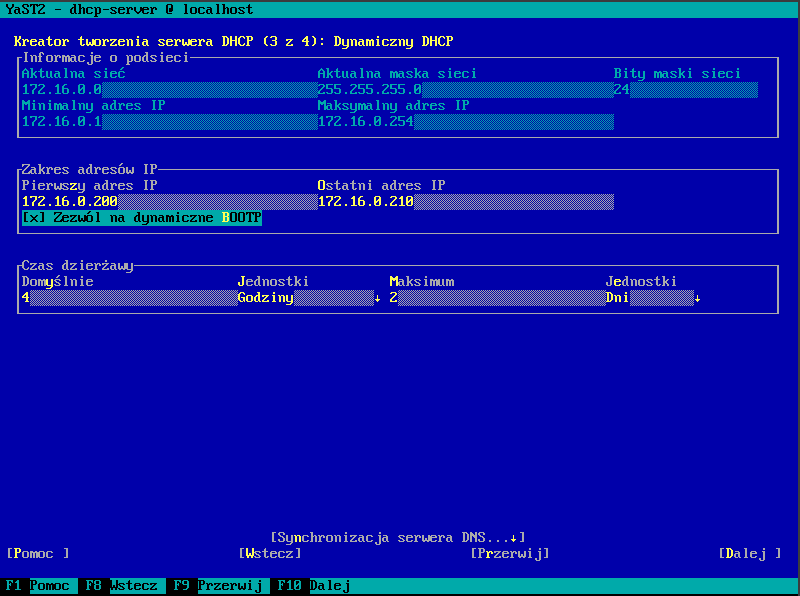 YaST2 - dhcp-server @ localhost
Kreator tworzenia serwera DHCP (3 z 4): Dynamiczny DHCP
Informacje o podsieci
Aktualna sieć Aktualna maska sieci Bity maski sieci
172.16.0.0 255.255.255.0 24
Minimalny adres IP Maksymalny adres IP
172.16.0.1 172.16.0.254
Zakres adresów IP
Pierwszy adres IP Ostatni adres IP
172.16.0.200 172.16.0.210
[x] Zezwól na dynamiczne BOOTP
Czas dzierżawy
Domyślnie Jednostki Maksimum Jednostki
4 Godziny↓ 2 Dni↓
[Synchronizacja serwera DNS...↓]
[Pomoc ] [Wstecz] [Przerwij] [Dalej ]
F1 Pomoc F8 Wstecz F9 Przerwij F10 Dalej